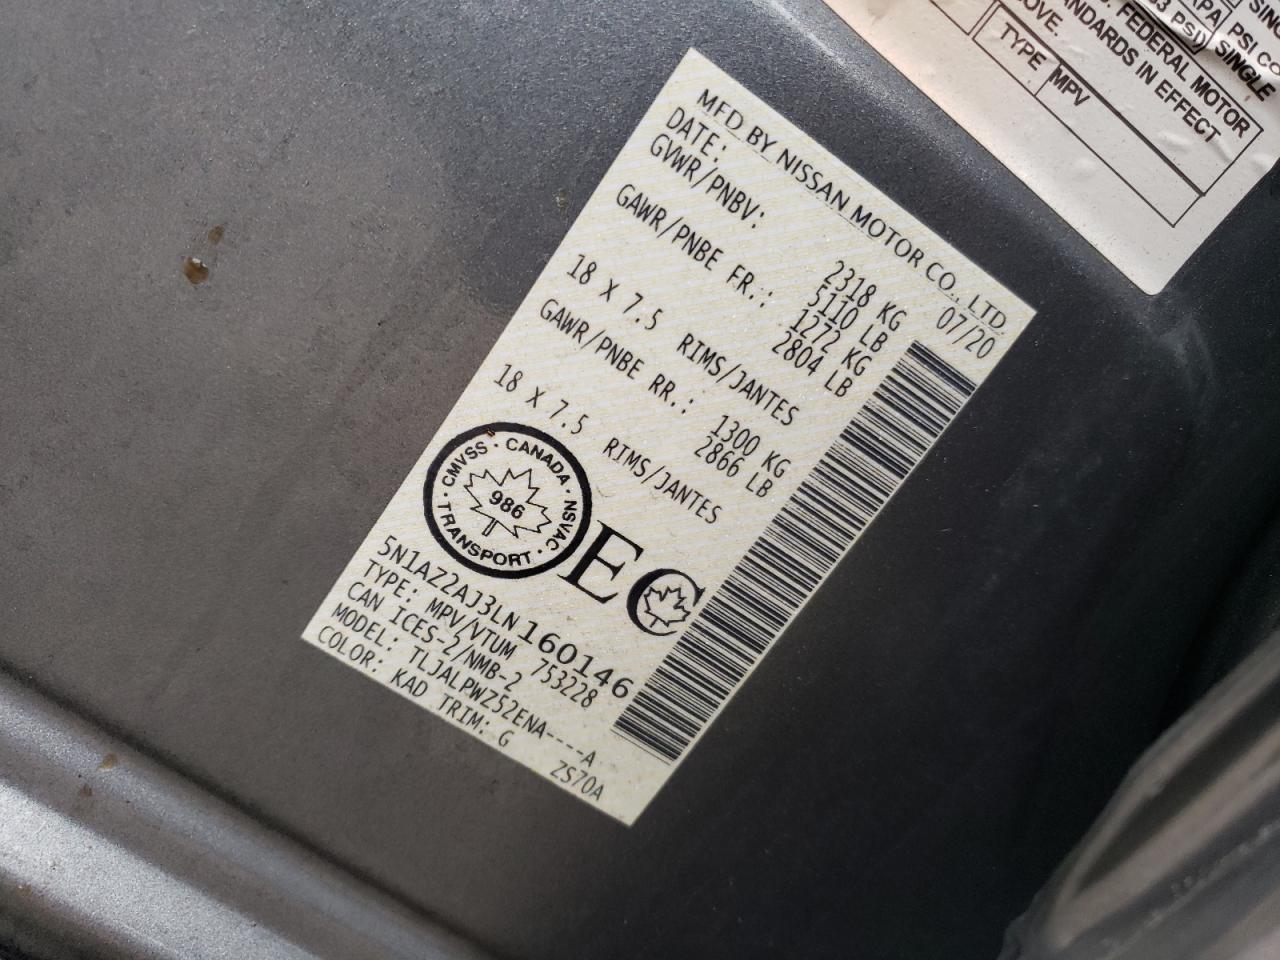 MFD BY NISSAN MOTOR CO., LTD.
DATE: 07/20
GVWR/PNBV: 2318 KG
5110 LB
GAWR/PNBE FR.: 1272 KG
2804 LB
18 X 7.5 RIMS/JANTES
GAWR/PNBE RR.: 1300 KG
2866 LB
18 X 7.5 RIMS/JANTES
CMVSS · CANADA · NSVAC · TRANSPORT ·
986
EC
5N1AZ2AJ3LN160146
TYPE: MPV/VTUM 753228
CAN ICES-2/NMB-2
MODEL: TLJALPWZ52ENA----A
COLOR: KAD TRIM: G ZS70A
PSI CO
SINGLE
FEDERAL MOTOR
IN EFFECT
TYPE MPV